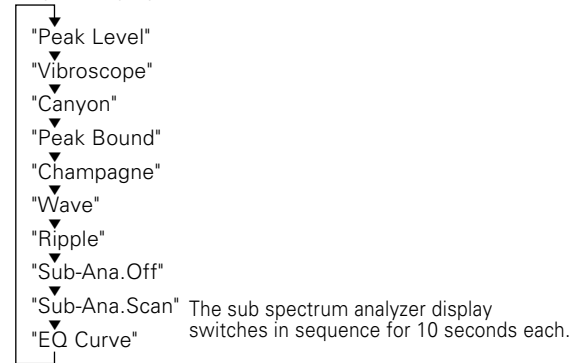 "Peak Level"
"Vibroscope"
"Canyon"
"Peak Bound"
"Champagne"
"Wave"
"Ripple"
"Sub-Ana.Off"
"Sub-Ana.Scan" The sub spectrum analyzer display
switches in sequence for 10 seconds each.
"EQ Curve"